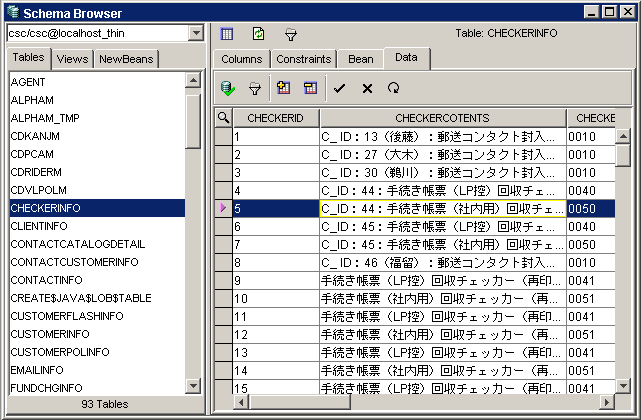 Schema Browser
csc/csc@localhost_thin
Table: CHECKERINFO
Tables Views NewBeans
Columns Constraints Bean Data
AGENT
ALPHAM
ALPHAM_TMP
CDKANJM
CDPCAM
CDRIDERM
CDVLPOLM
CHECKERINFO
CLIENTINFO
CONTACTCATALOGDETAIL
CONTACTCUSTOMERINFO
CONTACTINFO
CREATE$JAVA$LOB$TABLE
CUSTOMERFLASHINFO
CUSTOMERINFO
CUSTOMERPOLINFO
EMAILINFO
FUNDCHGINFO
93 Tables
CHECKERID CHECKERCOTENTS CHECKE
1 C_ID：13（後藤）：郵送コンタクト封入... 0010
2 C_ID：27（大木）：郵送コンタクト封入... 0010
3 C_ID：30（鵜川）：郵送コンタクト封入... 0010
4 C_ID：44：手続き帳票（LP控）回収チェ... 0040
5 C_ID：44：手続き帳票（社内用）回収チェ... 0050
6 C_ID：45：手続き帳票（LP控）回収チェ... 0040
7 C_ID：45：手続き帳票（社内用）回収チェ... 0050
8 C_ID：46（福留）：郵送コンタクト封入... 0010
9 手続き帳票（LP控）回収チェッカー（再印... 0041
10 手続き帳票（社内用）回収チェッカー（再... 0051
11 手続き帳票（LP控）回収チェッカー（再印... 0041
12 手続き帳票（社内用）回収チェッカー（再... 0051
13 手続き帳票（LP控）回収チェッカー（再印... 0041
14 手続き帳票（社内用）回収チェッカー（再... 0051
15 手続き帳票（LP控）回収チェッカー（再印... 0041